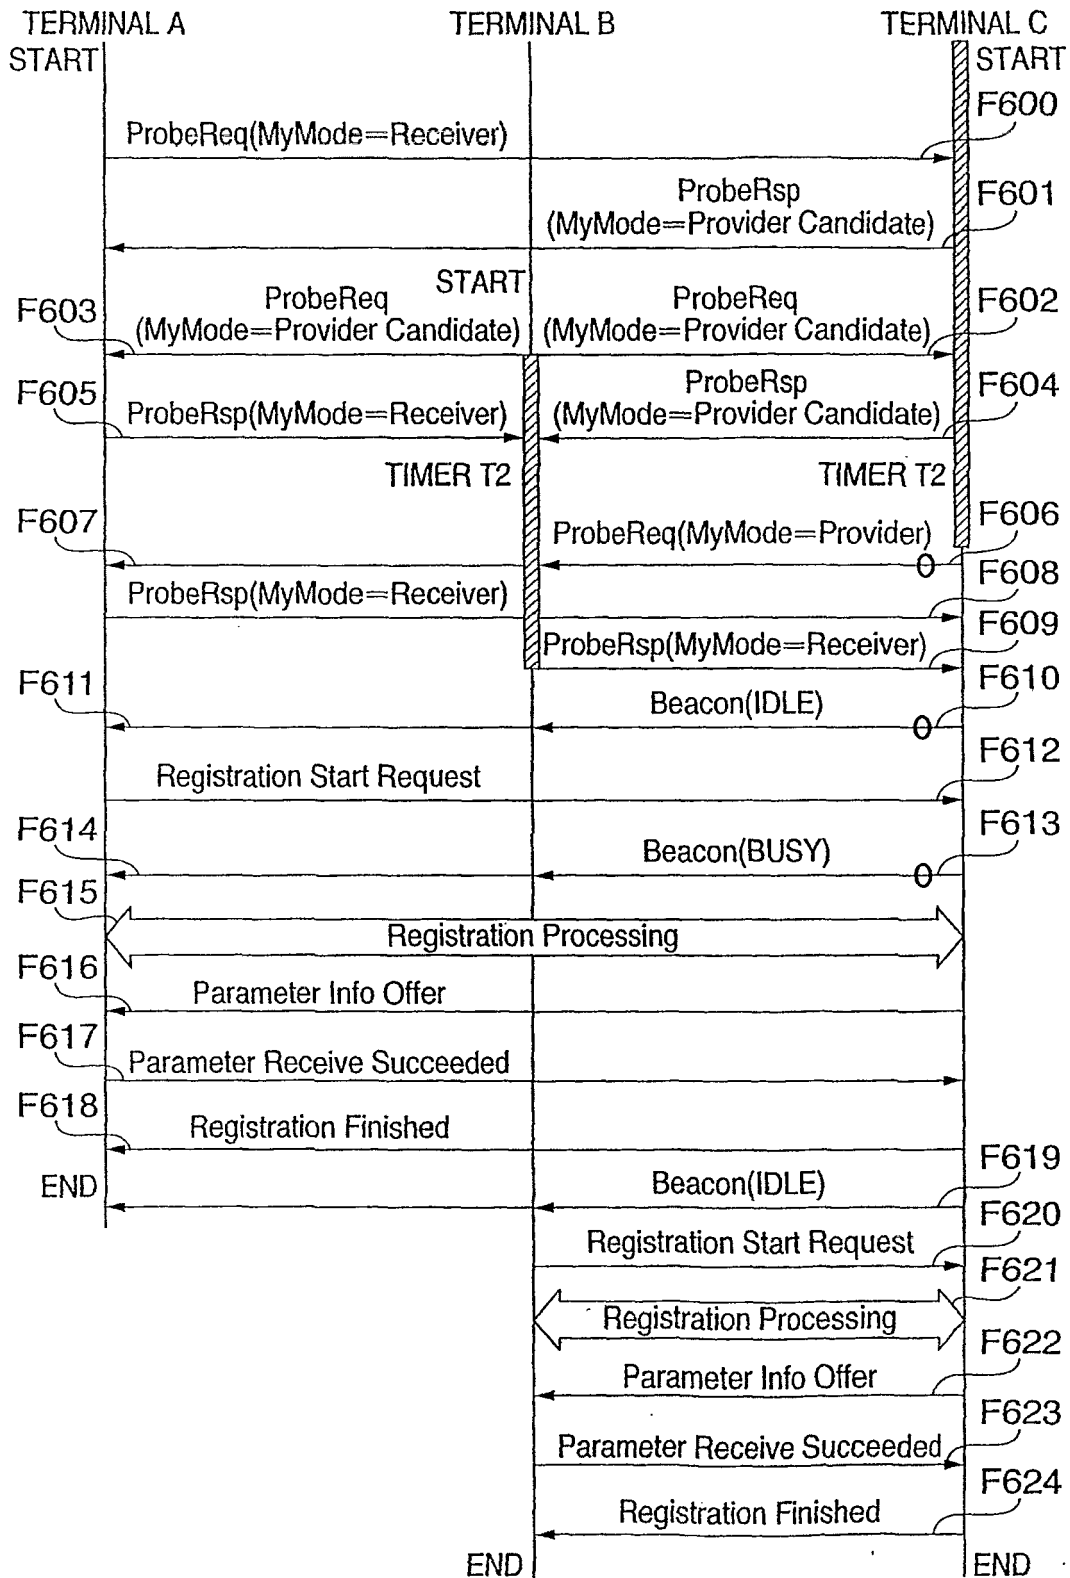 TERMINAL A TERMINAL B TERMINAL C
START START
F600
ProbeReq(MyMode=Receiver)
F601
ProbeRsp
(MyMode=Provider Candidate)
START
F603 ProbeReq ProbeReq F602
(MyMode=Provider Candidate) (MyMode=Provider Candidate)
F605 ProbeRsp F604
ProbeRsp(MyMode=Receiver) (MyMode=Provider Candidate)
TIMER T2 TIMER T2
F607 F606
ProbeReq(MyMode=Provider)
F608
ProbeRsp(MyMode=Receiver)
F609
ProbeRsp(MyMode=Receiver)
F611 F610
Beacon(IDLE)
F612
Registration Start Request
F614 F613
Beacon(BUSY)
F615
Registration Processing
F616
Parameter Info Offer
F617
Parameter Receive Succeeded
F618
Registration Finished
F619
END Beacon(IDLE)
F620
Registration Start Request
F621
Registration Processing
F622
Parameter Info Offer
F623
Parameter Receive Succeeded
F624
Registration Finished
END END